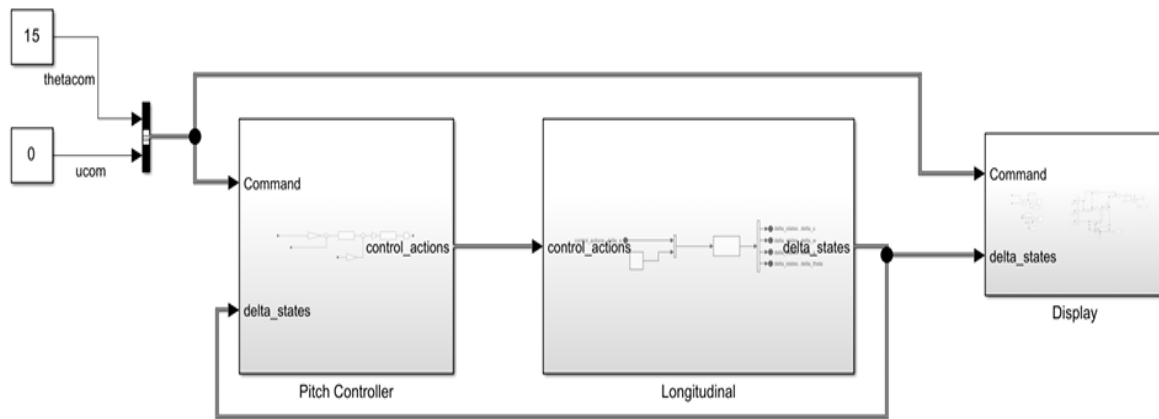 15
thetacom
0
ucom
Command
delta_states
control_actions
Pitch Controller
control_actions
delta_states
Longitudinal
Command
delta_states
Display